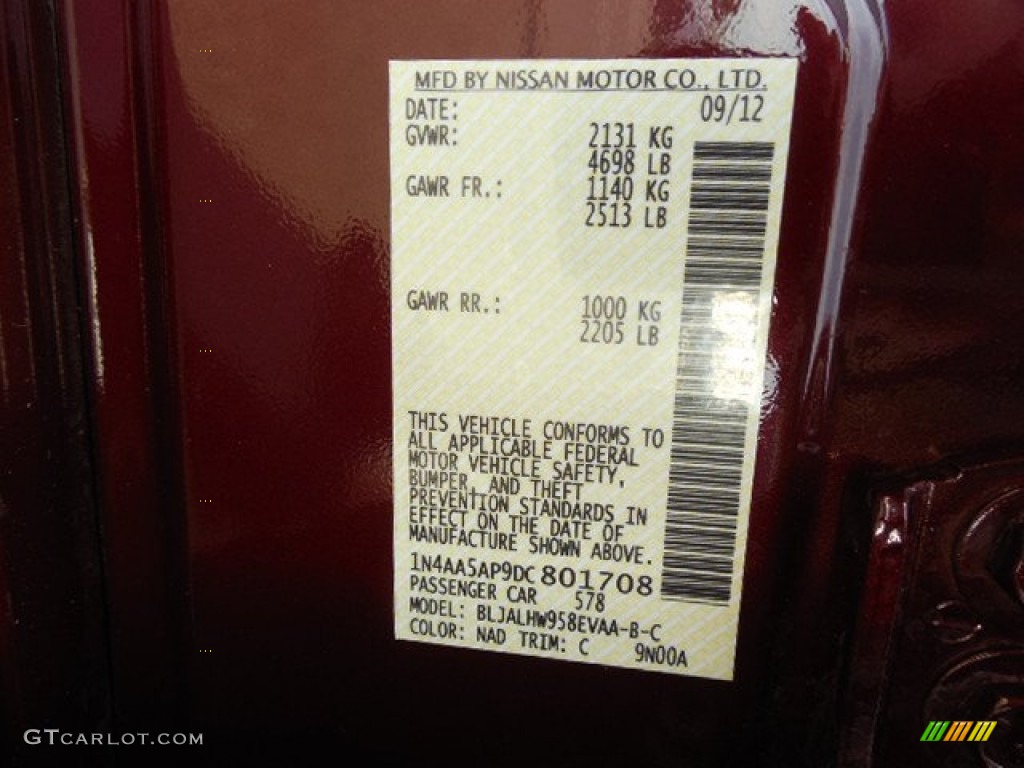 MFD BY NISSAN MOTOR CO., LTD.
DATE: 09/12
GVWR: 2131 KG
4698 LB
GAWR FR.: 1140 KG
2513 LB
GAWR RR.: 1000 KG
2205 LB
THIS VEHICLE CONFORMS TO
ALL APPLICABLE FEDERAL
MOTOR VEHICLE SAFETY,
BUMPER, AND THEFT
PREVENTION STANDARDS IN
EFFECT ON THE DATE OF
MANUFACTURE SHOWN ABOVE.
1N4AA5AP9DC801708
PASSENGER CAR 578
MODEL: BLJALHW958EVAA-B-C
COLOR: NAD TRIM: C 9N00A
GTCARLOT.COM